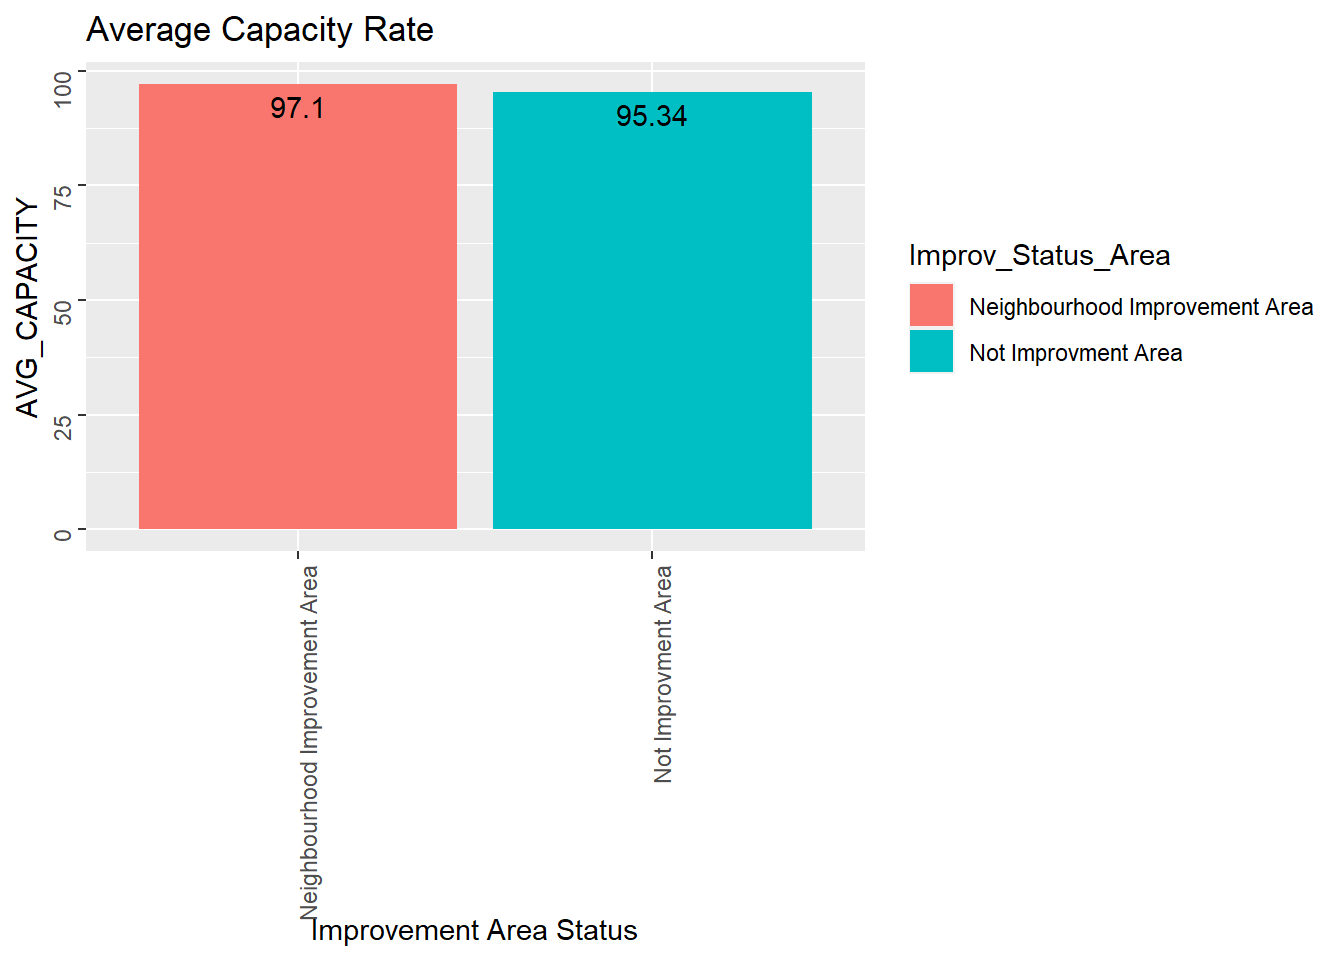 Average Capacity Rate
AVG_CAPACITY
100
75
50
25
0
97.1
95.34
Neighbourhood Improvement Area
Not Improvment Area
Improvement Area Status
Improv_Status_Area
Neighbourhood Improvement Area
Not Improvment Area